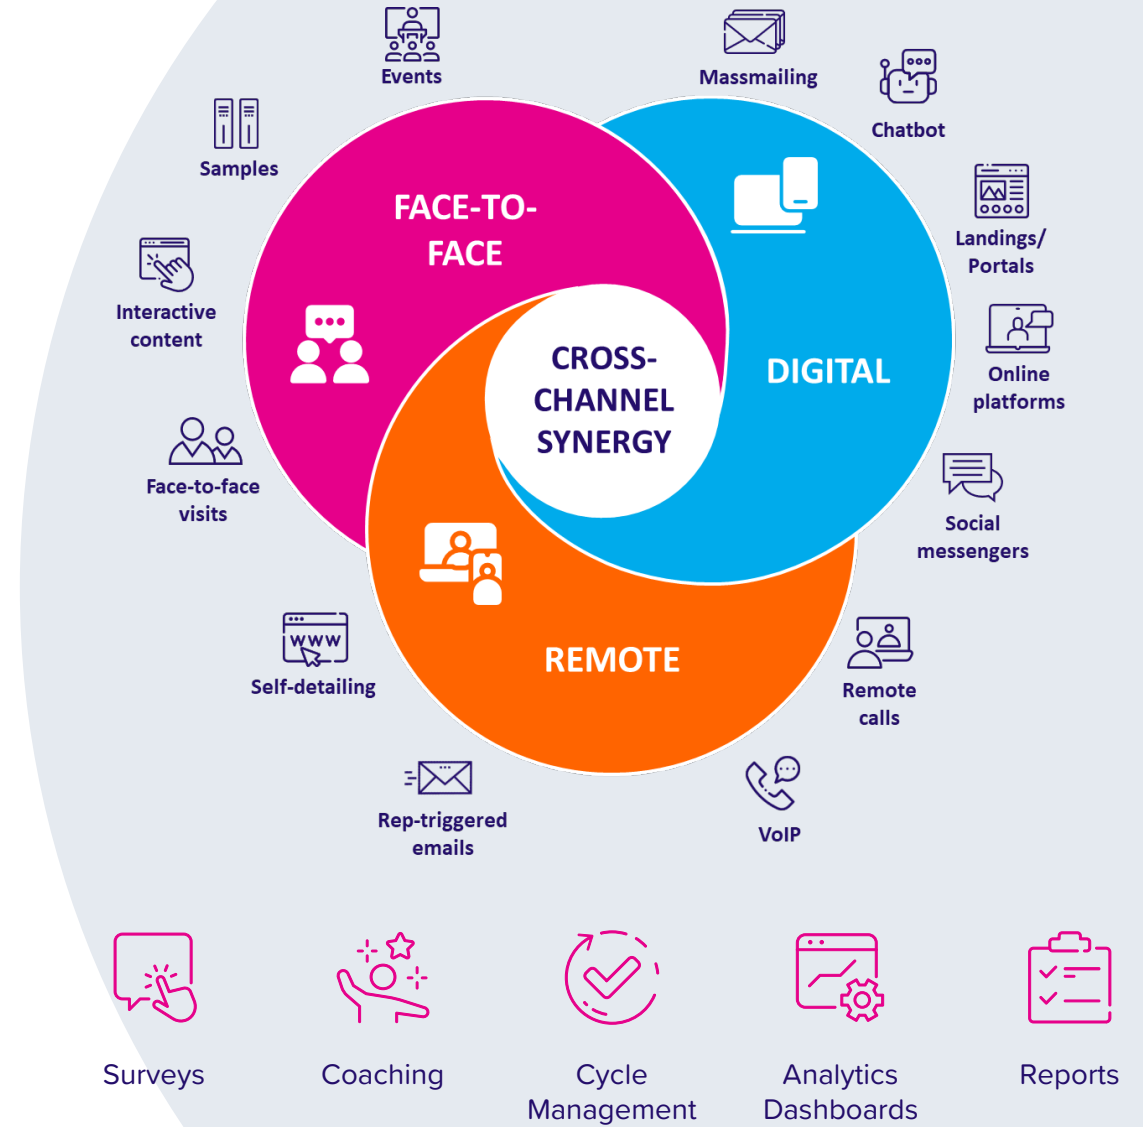 Events
Massmailing
Chatbot
Samples
FACE-TO-
FACE
Landings/
Portals
Interactive
content
CROSS-
CHANNEL
SYNERGY
DIGITAL
Online
platforms
Face-to-face
visits
Social
messengers
WWW
Self-detailing
REMOTE
Remote
calls
Rep-triggered
emails
VoIP
Surveys
Coaching
Cycle
Management
Analytics
Dashboards
Reports